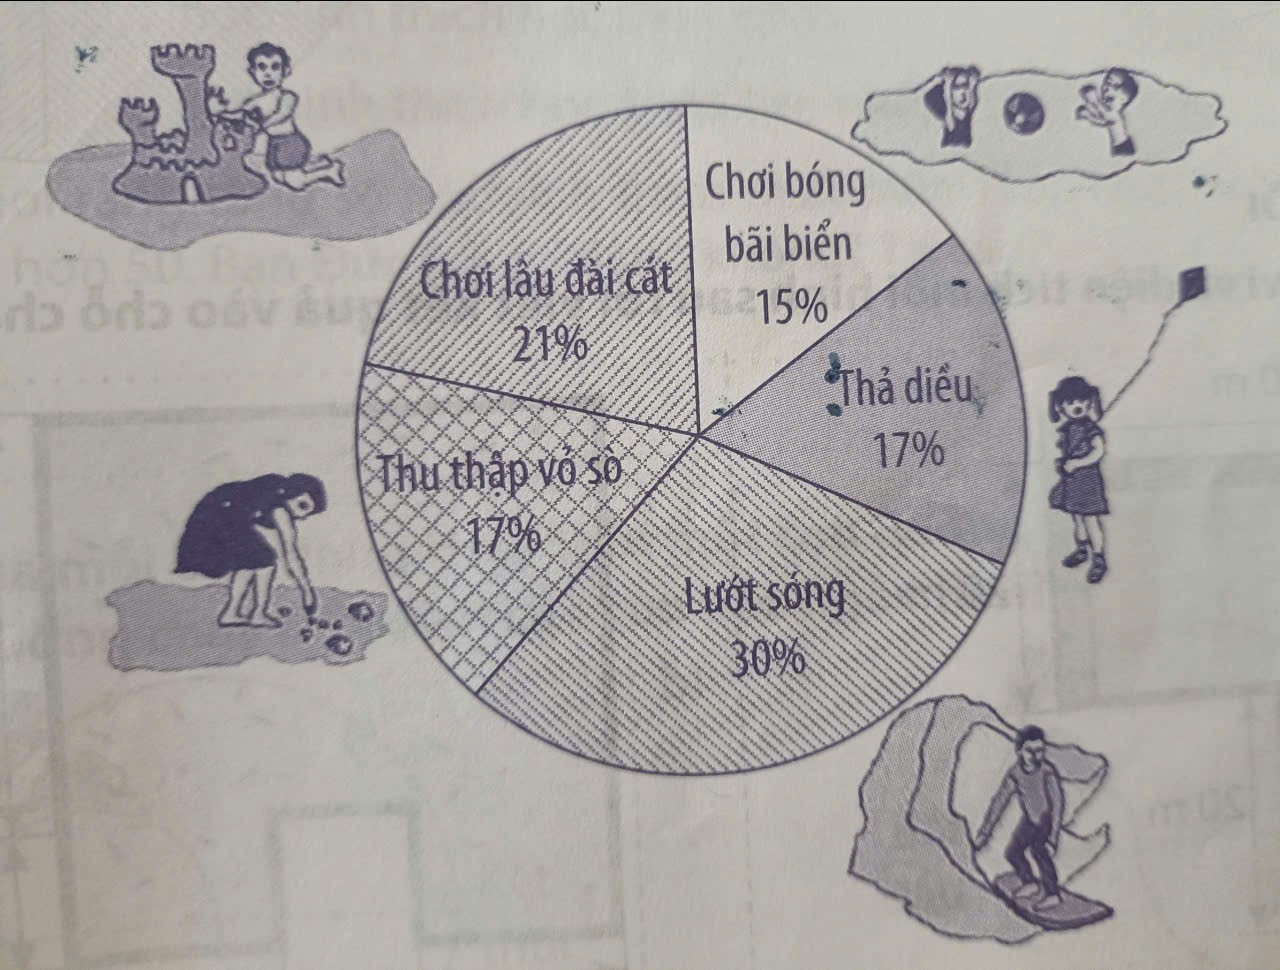 Chơi bóng
bãi biển
15%
Chơi lâu đài cát
21%
Thả diều
17%
Thu thập vỏ sò
17%
Lướt sóng
30%